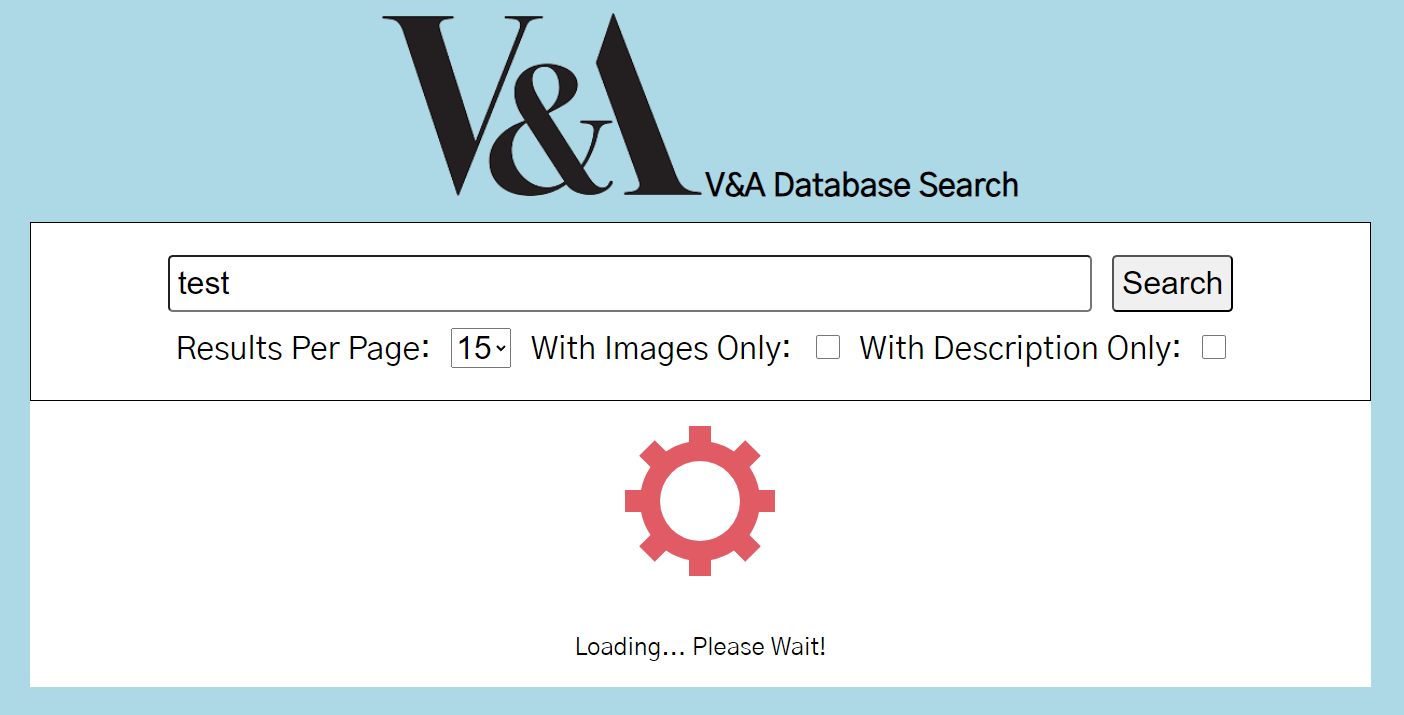 V&A V&A Database Search
test Search
Results Per Page: 15 With Images Only: With Description Only:
Loading... Please Wait!